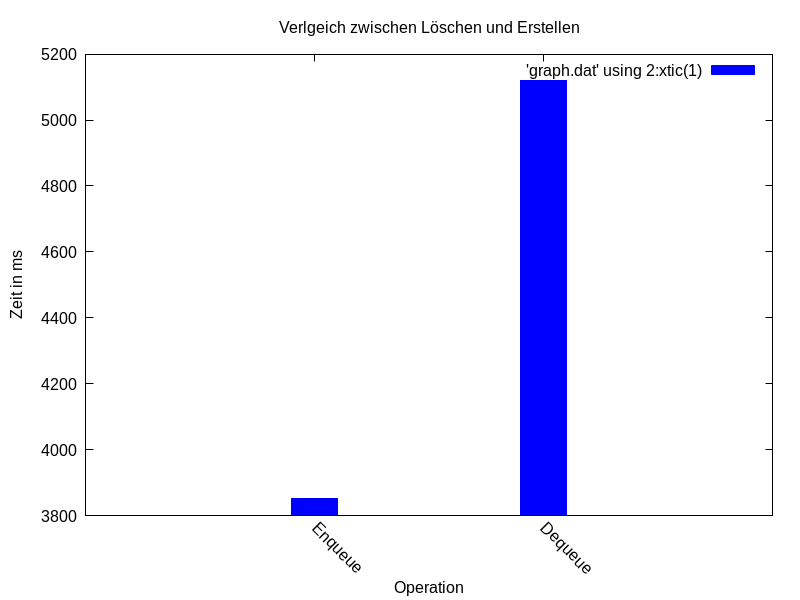 Verlgeich zwischen Löschen und Erstellen
'graph.dat' using 2:xtic(1)
5200
5000
4800
4600
4400
4200
4000
3800
Zeit in ms
Enqueue
Dequeue
Operation